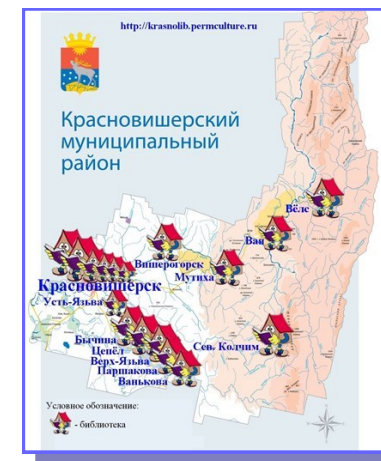 http://krasnolib.permculture.ru
Красновишерский
муниципальный
район
Вёлс
Вая
Вишерогорск
Мутиха
Красновишерск
Усть-Язьва
Бычина
Цепёл
Верх-Язьва
Паршакова
Ванькова
Сев. Колчим
Условное обозначение:
- библиотека